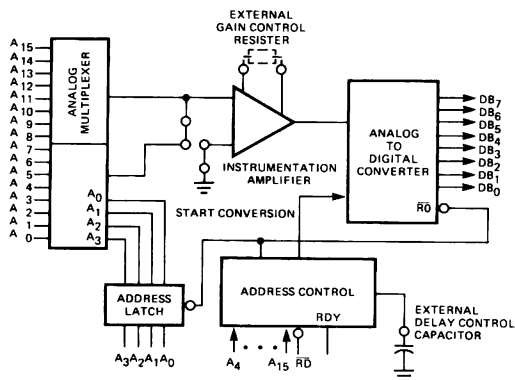 EXTERNAL
GAIN CONTROL
RESISTER
A 15
A 14
A 13
A 12
A 11
A 10
A 9
A 8
A 7
A 6
A 5
A 4
A 3
A 2
A 1
A 0
ANALOG
MULTIPLEXER
A0
A1
A2
A3
INSTRUMENTATION
AMPLIFIER
ANALOG
TO
DIGITAL
CONVERTER
R0
DB7
DB6
DB5
DB4
DB3
DB2
DB1
DB0
START CONVERSION
ADDRESS
LATCH
A3A2A1A0
ADDRESS CONTROL
RDY
A4 • • • A15 RD
EXTERNAL
DELAY CONTROL
CAPACITOR